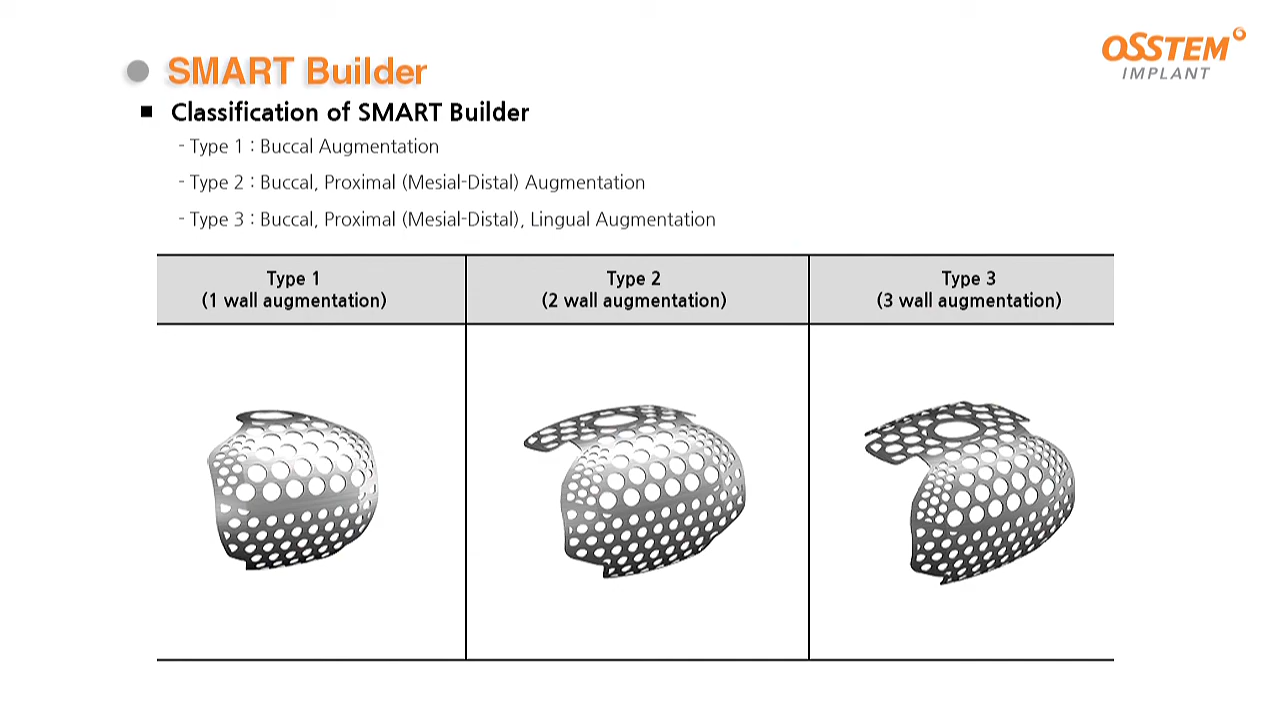 OSSTEM
IMPLANT
SMART Builder
Classification of SMART Builder
- Type 1 : Buccal Augmentation
- Type 2 : Buccal, Proximal (Mesial-Distal) Augmentation
- Type 3 : Buccal, Proximal (Mesial-Distal), Lingual Augmentation
Type 1
(1 wall augmentation)
Type 2
(2 wall augmentation)
Type 3
(3 wall augmentation)